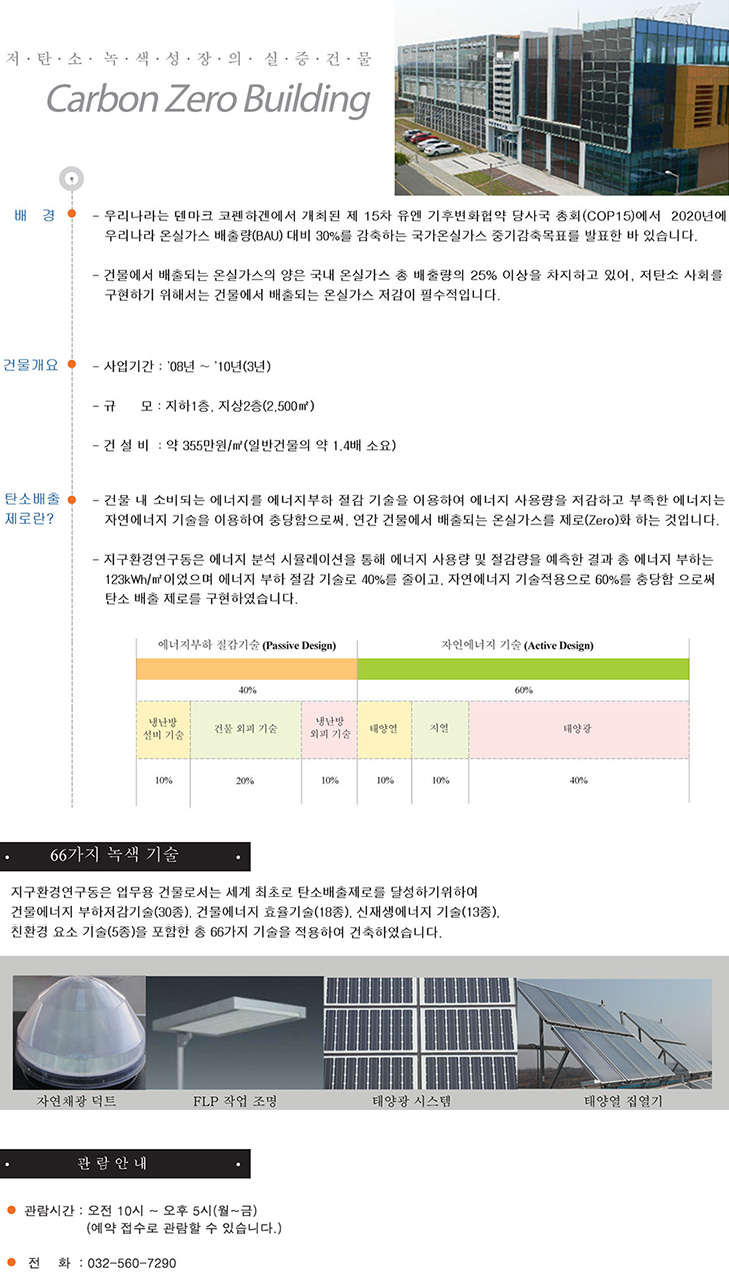 저·탄·소·녹·색·성·장·의·실·증·건·물
Carbon Zero Building
배 경
- 우리나라는 덴마크 코펜하겐에서 개최된 제 15차 유엔 기후변화협약 당사국 총회(COP15)에서 2020년에
우리나라 온실가스 배출량(BAU) 대비 30%를 감축하는 국가온실가스 중기감축목표를 발표한 바 있습니다.
- 건물에서 배출되는 온실가스의 양은 국내 온실가스 총 배출량의 25% 이상을 차지하고 있어, 저탄소 사회를
구현하기 위해서는 건물에서 배출되는 온실가스 저감이 필수적입니다.
건물개요
- 사업기간 : '08년 ~ '10년(3년)
- 규 모 : 지하1층, 지상2층(2,500㎡)
- 건 설 비 : 약 355만원/㎡(일반건물의 약 1.4배 소요)
탄소배출
제로란?
- 건물 내 소비되는 에너지를 에너지부하 절감 기술을 이용하여 에너지 사용량을 저감하고 부족한 에너지는
자연에너지 기술을 이용하여 충당함으로써, 연간 건물에서 배출되는 온실가스를 제로(Zero)화 하는 것입니다.
- 지구환경연구동은 에너지 분석 시뮬레이션을 통해 에너지 사용량 및 절감량을 예측한 결과 총 에너지 부하는
123kWh/㎡이었으며 에너지 부하 절감 기술로 40%를 줄이고, 자연에너지 기술적용으로 60%를 충당함 으로써
탄소 배출 제로를 구현하였습니다.
에너지부하 절감기술 (Passive Design) 자연에너지 기술 (Active Design)
40% 60%
냉난방
설비 기술
건물 외피 기술
냉난방
외피 기술
태양열
지열
태양광
10% 20% 10% 10% 10% 40%
66가지 녹색 기술
지구환경연구동은 업무용 건물로서는 세계 최초로 탄소배출제로를 달성하기위하여
건물에너지 부하저감기술(30종), 건물에너지 효율기술(18종), 신재생에너지 기술(13종),
친환경 요소 기술(5종)을 포함한 총 66가지 기술을 적용하여 건축하였습니다.
자연채광 덕트 FLP 작업 조명 태양광 시스템 태양열 집열기
관 람 안 내
관람시간 : 오전 10시 ~ 오후 5시(월~금)
(예약 접수로 관람할 수 있습니다.)
전 화 : 032-560-7290